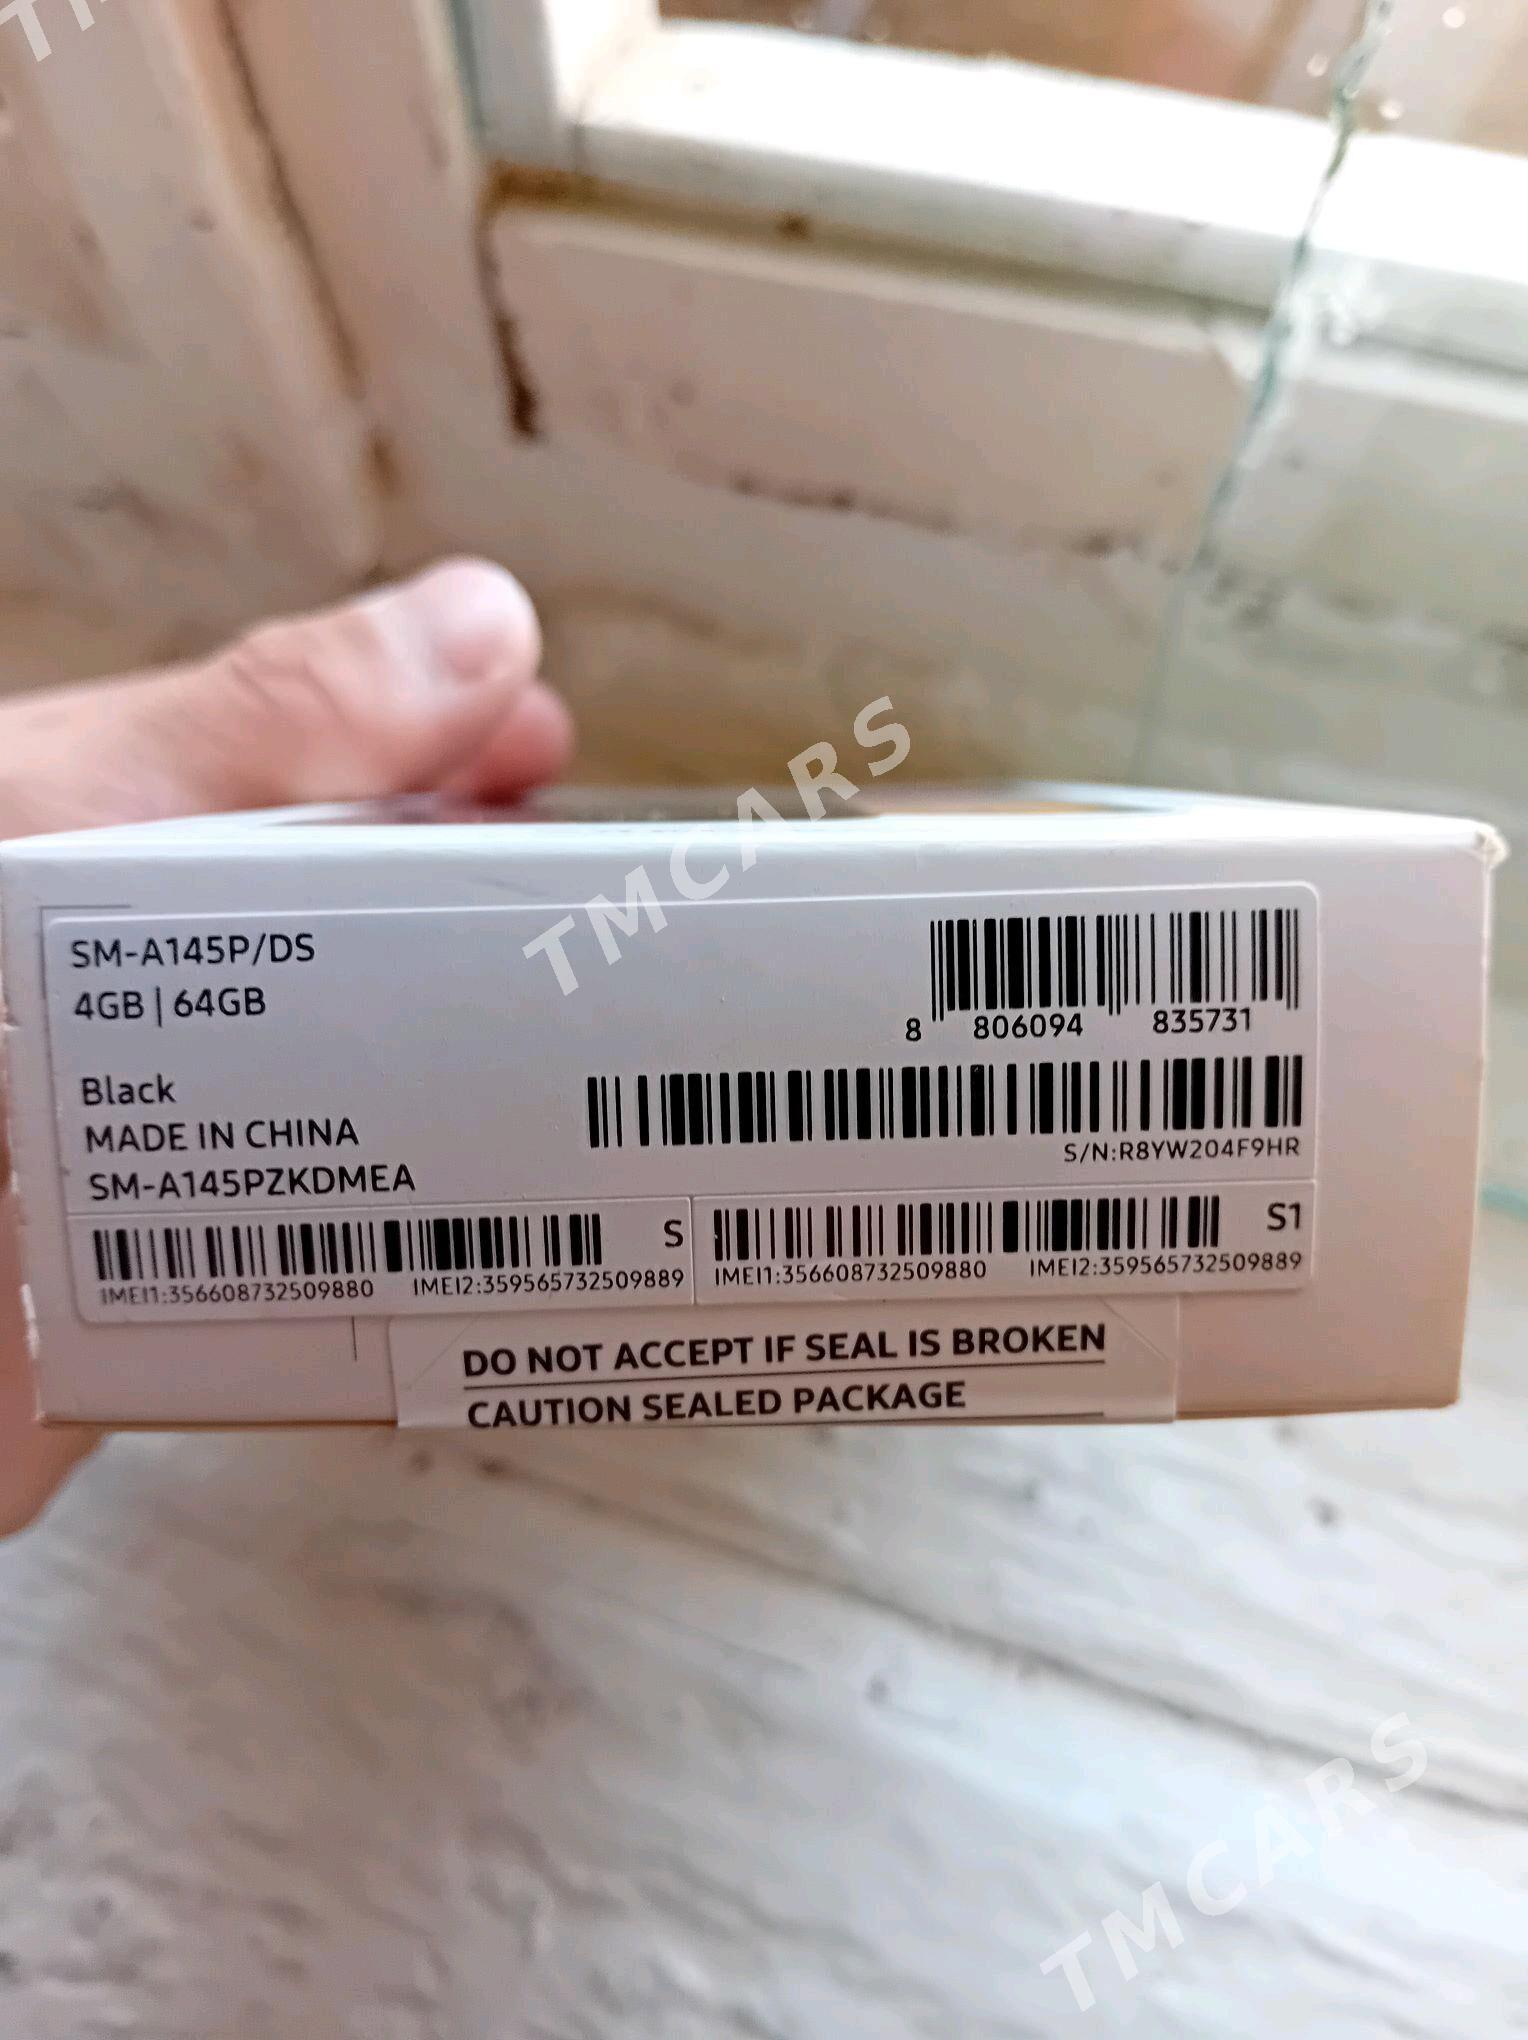 SM-A145P/DS
4GB | 64GB
8 806094 835731
Black
MADE IN CHINA
S/N:R8YW204F9HR
SM-A145PZKDMEA
S
S1
IMEI1:356608732509880 IMEI2:359565732509889
IMEI1:356608732509880 IMEI2:359565732509889
DO NOT ACCEPT IF SEAL IS BROKEN
CAUTION SEALED PACKAGE
TMCARS
TMCARS